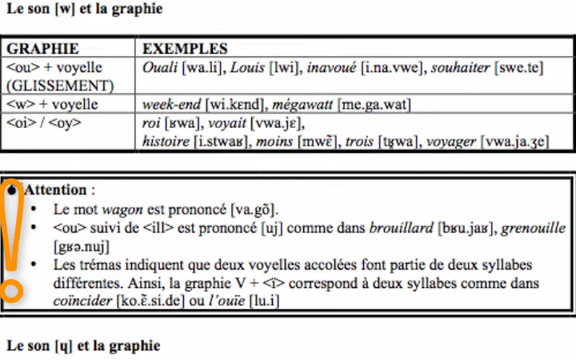 Le son [w] et la graphie
GRAPHIE EXEMPLES
<ou> + voyelle Ouali [wa.li], Louis [lwi], inavoué [i.na.vwe], souhaiter [swe.te]
(GLISSEMENT)
<w> + voyelle week-end [wi.kɛnd], mégawatt [me.ga.wat]
<oi> / <oy> roi [ʁwa], voyait [vwa.jɛ],
histoire [i.stwaʁ], moins [mwɛ̃], trois [tʁwa], voyager [vwa.ja.ʒe]
Attention :
• Le mot wagon est prononcé [va.gõ].
• <ou> suivi de <ill> est prononcé [uj] comme dans brouillard [bʁu.jaʁ], grenouille
[gʁə.nuj]
• Les trémas indiquent que deux voyelles accolées font partie de deux syllabes
différentes. Ainsi, la graphie V + <ï> correspond à deux syllabes comme dans
coïncider [ko.ɛ̃.si.de] ou l'ouïe [lu.i]
Le son [ɥ] et la graphie